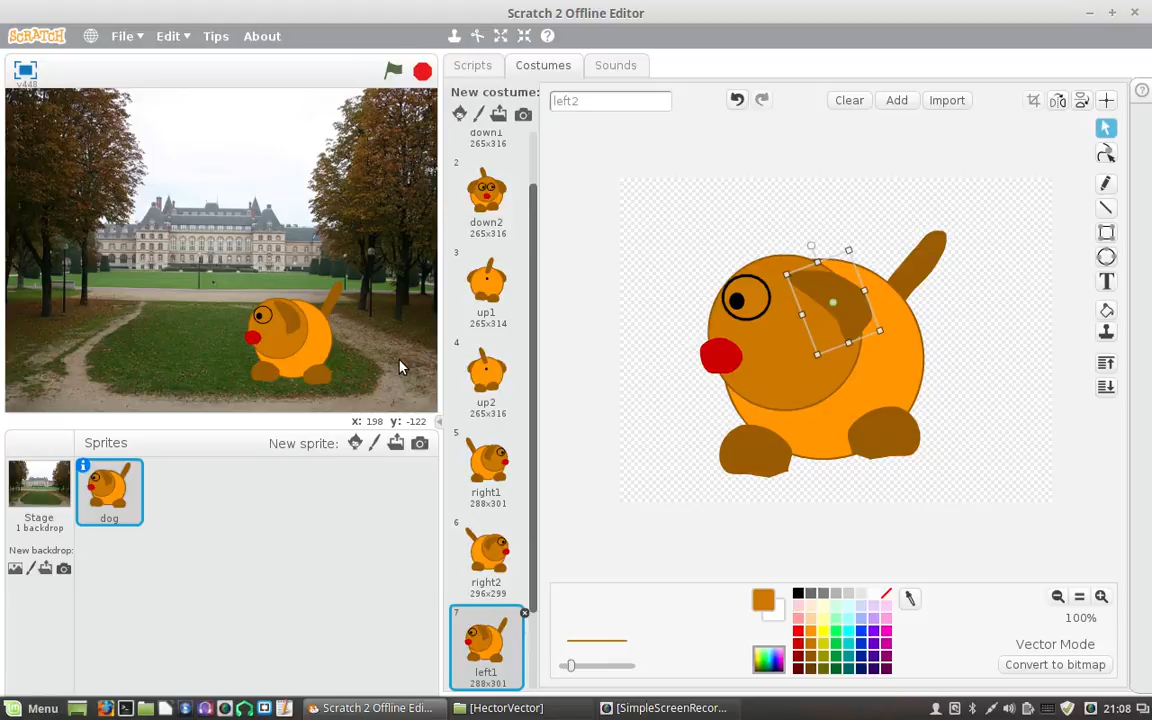 Scratch 2 Offline Editor
SCRATCH File Edit Tips About
v448
Scripts Costumes Sounds
New costume:
left2
Clear Add Import
down1
265x316
2
down2
265x316
3
up1
265x314
4
up2
265x316
5
right1
288x301
6
right2
296x299
7
left1
288x301
T
x: 198 y: -122
Sprites New sprite:
Stage
1 backdrop
dog
New backdrop:
100%
Vector Mode
Convert to bitmap
Menu Scratch 2 Offline Edi... [HectorVector] [SimpleScreenRecor... 21:08